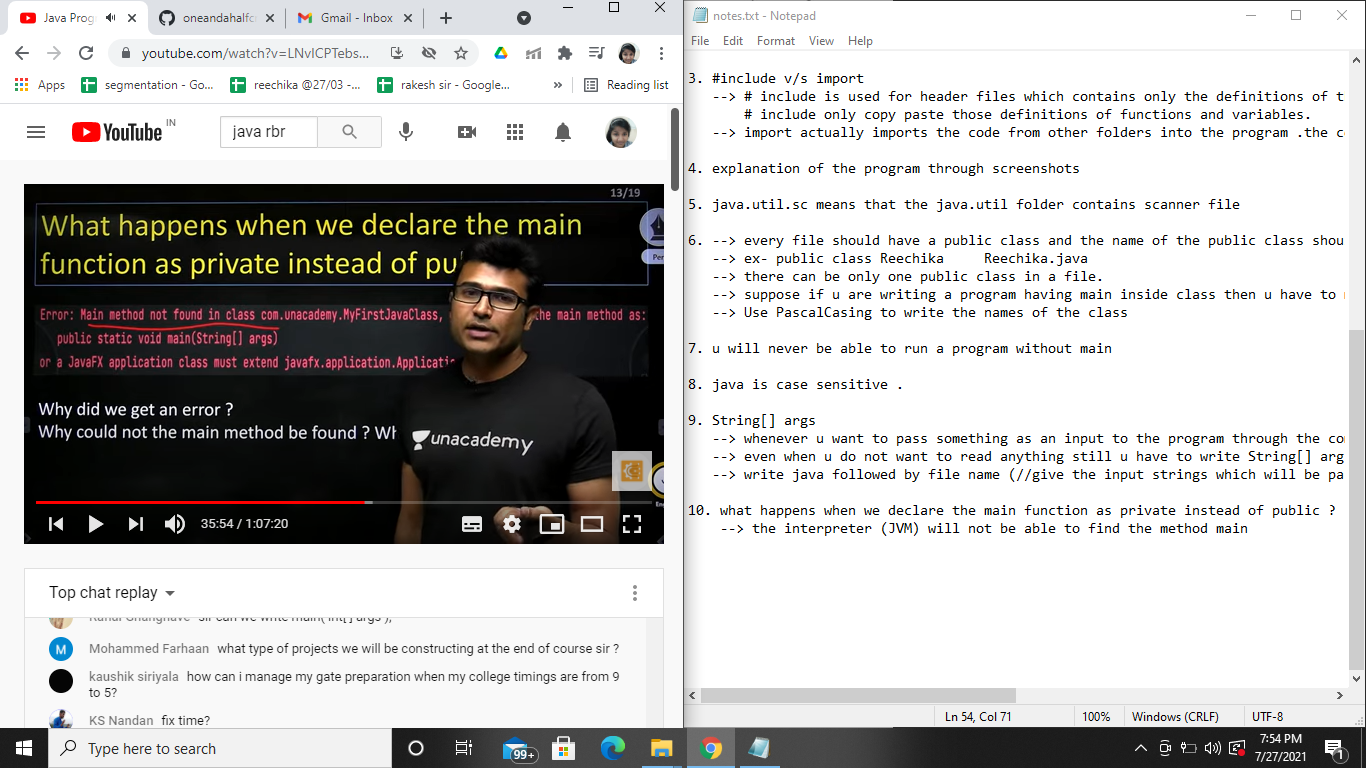 Java Prog
oneandahalfc
Gmail - Inbox
youtube.com/watch?v=LNvlCPTebs...
Apps
segmentation - Go...
reechika @27/03 -...
rakesh sir - Google...
»
Reading list
YouTube IN
java rbr
13/19
What happens when we declare the main
function as private instead of pu
Error: Main method not found in class com.unacademy.MyFirstJavaClass, the main method as:
public static void main(String[] args)
or a JavaFX application class must extend javafx.application.Applicati
Why did we get an error ?
Why could not the main method be found ? Wh
unacademy
35:54 / 1:07:20
Top chat replay
sir can we write main( int[] args ),
M Mohammed Farhaan what type of projects we will be constructing at the end of course sir ?
kaushik siriyala how can i manage my gate preparation when my college timings are from 9
to 5?
KS Nandan fix time?
notes.txt - Notepad
File Edit Format View Help
3. #include v/s import
--> # include is used for header files which contains only the definitions of t
# include only copy paste those definitions of functions and variables.
--> import actually imports the code from other folders into the program .the c
4. explanation of the program through screenshots
5. java.util.sc means that the java.util folder contains scanner file
6. --> every file should have a public class and the name of the public class shou
--> ex- public class Reechika Reechika.java
--> there can be only one public class in a file.
--> suppose if u are writing a program having main inside class then u have to
--> Use PascalCasing to write the names of the class
7. u will never be able to run a program without main
8. java is case sensitive .
9. String[] args
--> whenever u want to pass something as an input to the program through the co
--> even when u do not want to read anything still u have to write String[] arg
--> write java followed by file name (//give the input strings which will be pa
10. what happens when we declare the main function as private instead of public ?
--> the interpreter (JVM) will not be able to find the method main
Ln 54, Col 71
100%
Windows (CRLF)
UTF-8
Type here to search
99+
7:54 PM
7/27/2021
1